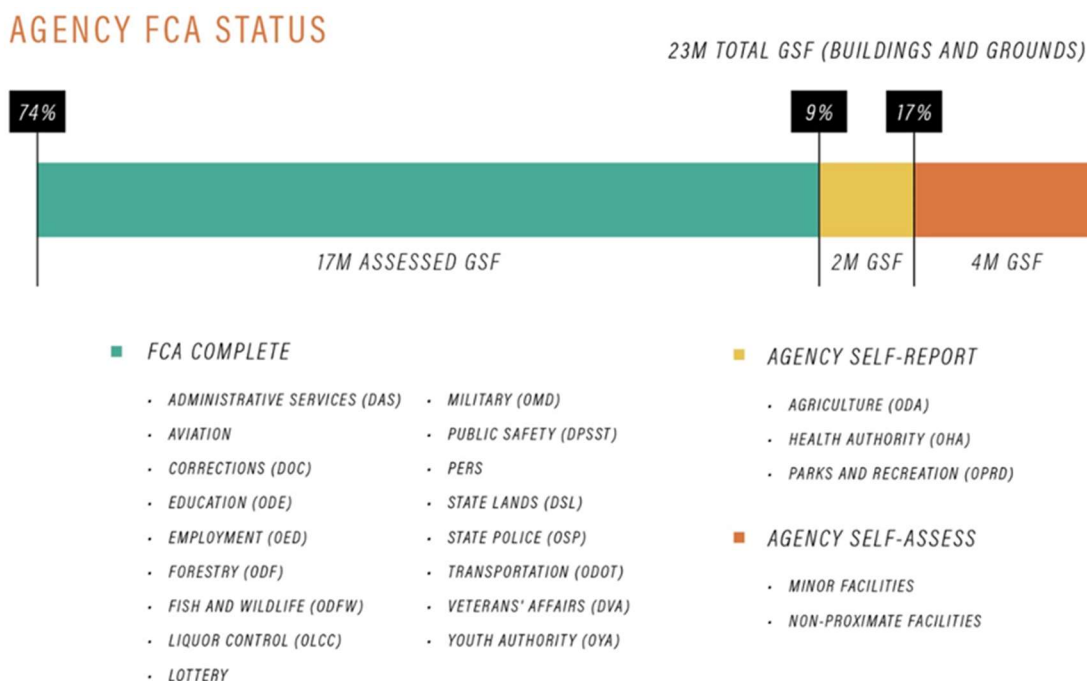 AGENCY FCA STATUS
23M TOTAL GSF (BUILDINGS AND GROUNDS)
74%
9%
17%
17M ASSESSED GSF
2M GSF
4M GSF
FCA COMPLETE
• ADMINISTRATIVE SERVICES (DAS)
• AVIATION
• CORRECTIONS (DOC)
• EDUCATION (ODE)
• EMPLOYMENT (OED)
• FORESTRY (ODF)
• FISH AND WILDLIFE (ODFW)
• LIQUOR CONTROL (OLCC)
• LOTTERY
• MILITARY (OMD)
• PUBLIC SAFETY (DPSST)
• PERS
• STATE LANDS (DSL)
• STATE POLICE (OSP)
• TRANSPORTATION (ODOT)
• VETERANS' AFFAIRS (DVA)
• YOUTH AUTHORITY (OYA)
AGENCY SELF-REPORT
• AGRICULTURE (ODA)
• HEALTH AUTHORITY (OHA)
• PARKS AND RECREATION (OPRD)
AGENCY SELF-ASSESS
• MINOR FACILITIES
• NON-PROXIMATE FACILITIES